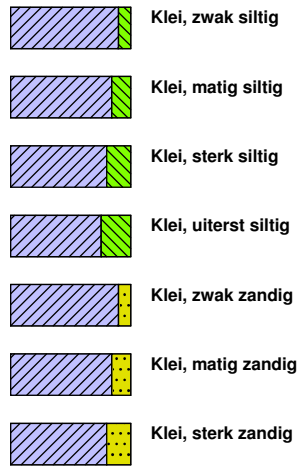 Klei, zwak siltig
Klei, matig siltig
Klei, sterk siltig
Klei, uiterst siltig
Klei, zwak zandig
Klei, matig zandig
Klei, sterk zandig